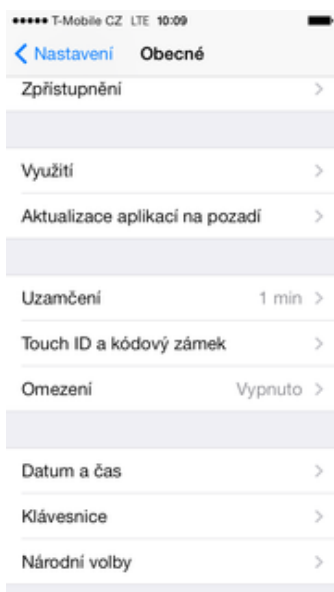 T-Mobile CZ LTE 10:09
Nastavení Obecné
Zpřístupnění
Využití
Aktualizace aplikací na pozadí
Uzamčení 1 min
Touch ID a kódový zámek
Omezení Vypnuto
Datum a čas
Klávesnice
Národní volby